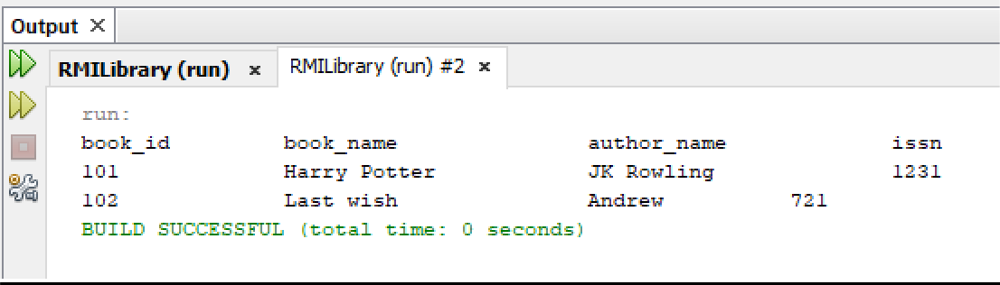 Output ×
RMILibrary (run) × RMILibrary (run) #2 ×
run:
book_id book_name author_name issn
101 Harry Potter JK Rowling 1231
102 Last wish Andrew 721
BUILD SUCCESSFUL (total time: 0 seconds)